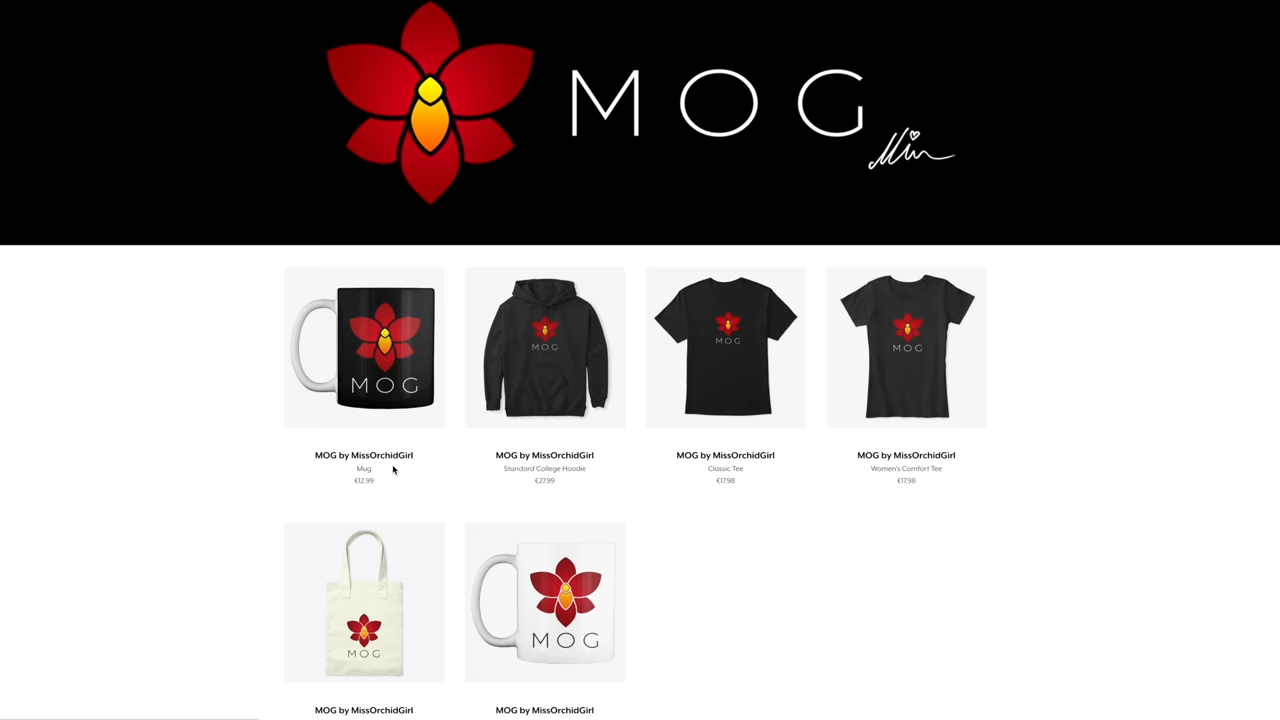 MOG
MOG
MOG
MOG
MOG
MOG by MissOrchidGirl
Mug
€12.99
MOG by MissOrchidGirl
Standard College Hoodie
€27.99
MOG by MissOrchidGirl
Classic Tee
€17.98
MOG by MissOrchidGirl
Women's Comfort Tee
€17.98
MOG
MOG
MOG by MissOrchidGirl
MOG by MissOrchidGirl